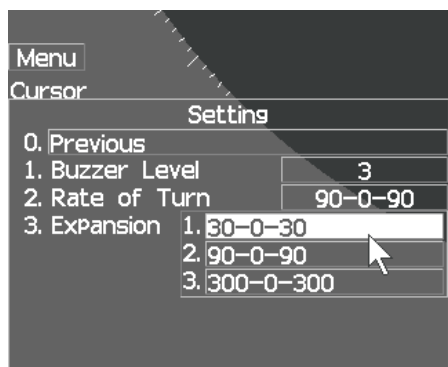 Menu
Cursor
Setting
0. Previous
1. Buzzer Level 3
2. Rate of Turn 90-0-90
3. Expansion 1. 30-0-30
2. 90-0-90
3. 300-0-300